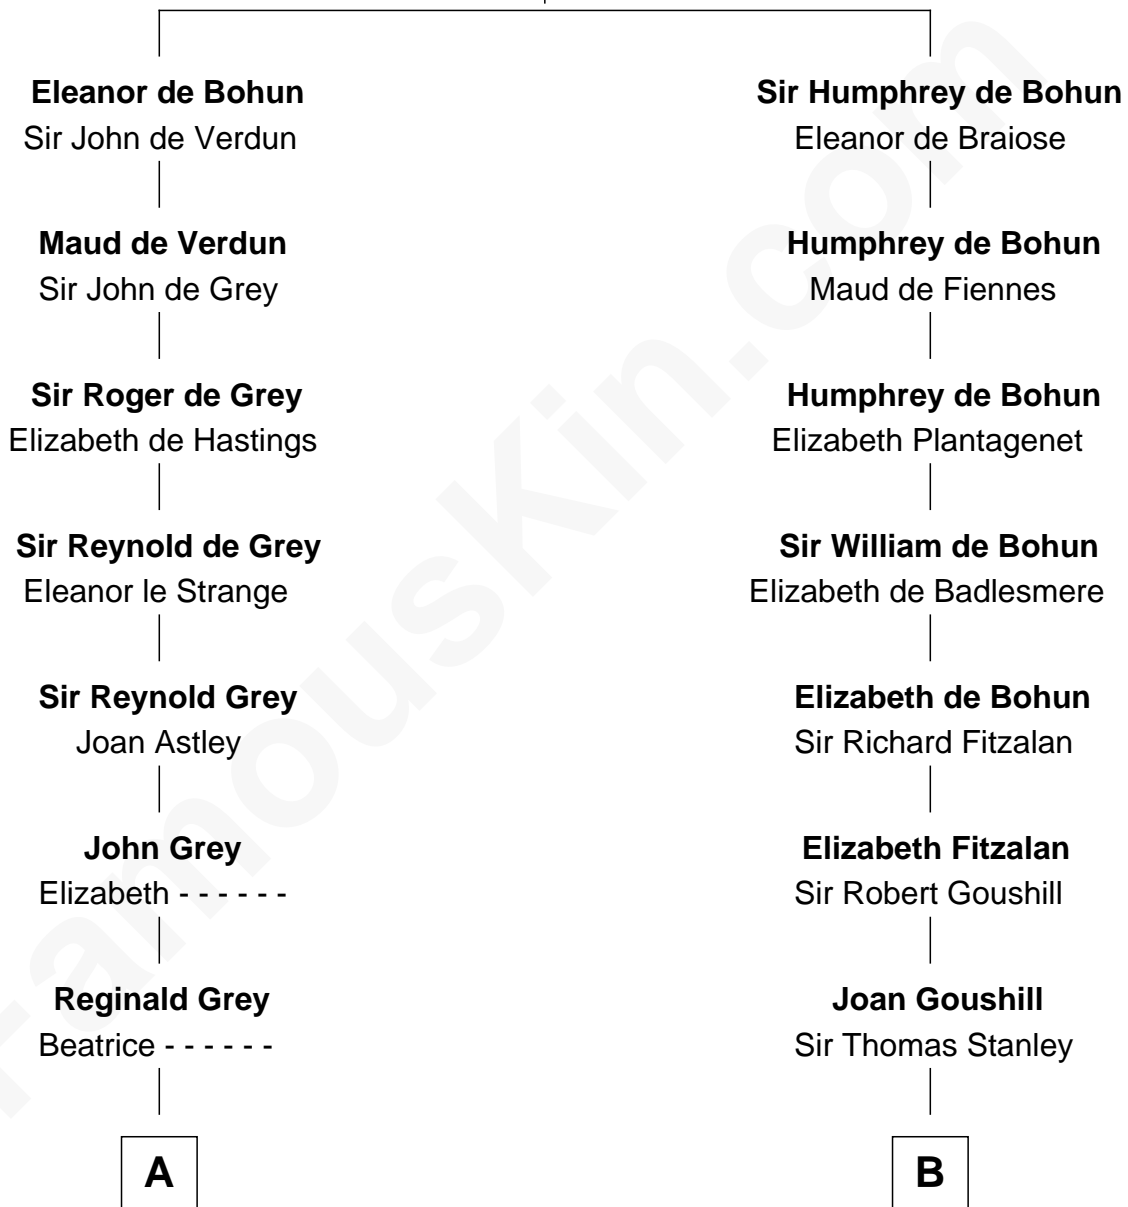 Eleanor de Bohun
Sir John de Verdun
Maud de Verdun
Sir John de Grey
Sir Roger de Grey
Elizabeth de Hastings
Sir Reynold de Grey
Eleanor le Strange
Sir Reynold Grey
Joan Astley
John Grey
Elizabeth - - - - - -
Reginald Grey
Beatrice - - - - - -
A
Sir Humphrey de Bohun
Eleanor de Braiose
Humphrey de Bohun
Maud de Fiennes
Humphrey de Bohun
Elizabeth Plantagenet
Sir William de Bohun
Elizabeth de Badlesmere
Elizabeth de Bohun
Sir Richard Fitzalan
Elizabeth Fitzalan
Sir Robert Goushill
Joan Goushill
Sir Thomas Stanley
B
FamousKin.com